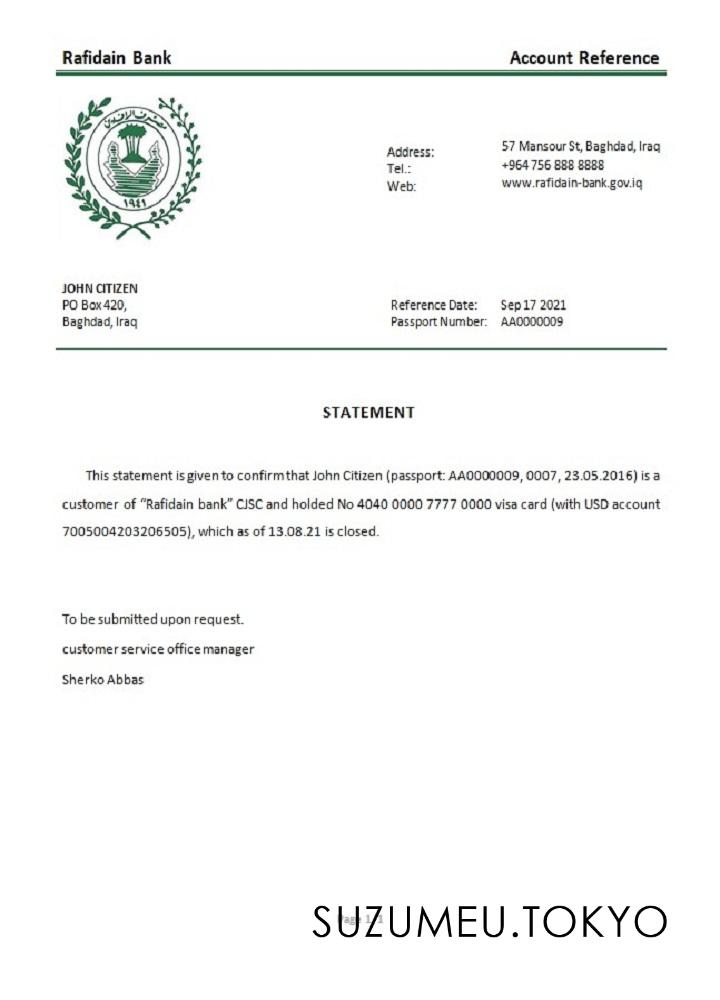 Rafidain Bank Account Reference
مصرف الرافدين
١٩٤١
Address: 57 Mansour St, Baghdad, Iraq
Tel.: +964 756 888 8888
Web: www.rafidain-bank.gov.iq
JOHN CITIZEN
PO Box 420,
Baghdad, Iraq
Reference Date: Sep 17 2021
Passport Number: AA0000009
STATEMENT
This statement is given to confirm that John Citizen (passport: AA0000009, 0007, 23.05.2016) is a
customer of “Rafidain bank” CJSC and holded No 4040 0000 7777 0000 visa card (with USD account
7005004203206505), which as of 13.08.21 is closed.
To be submitted upon request.
customer service office manager
Sherko Abbas
Page 1/1
SUZUMEU.TOKYO